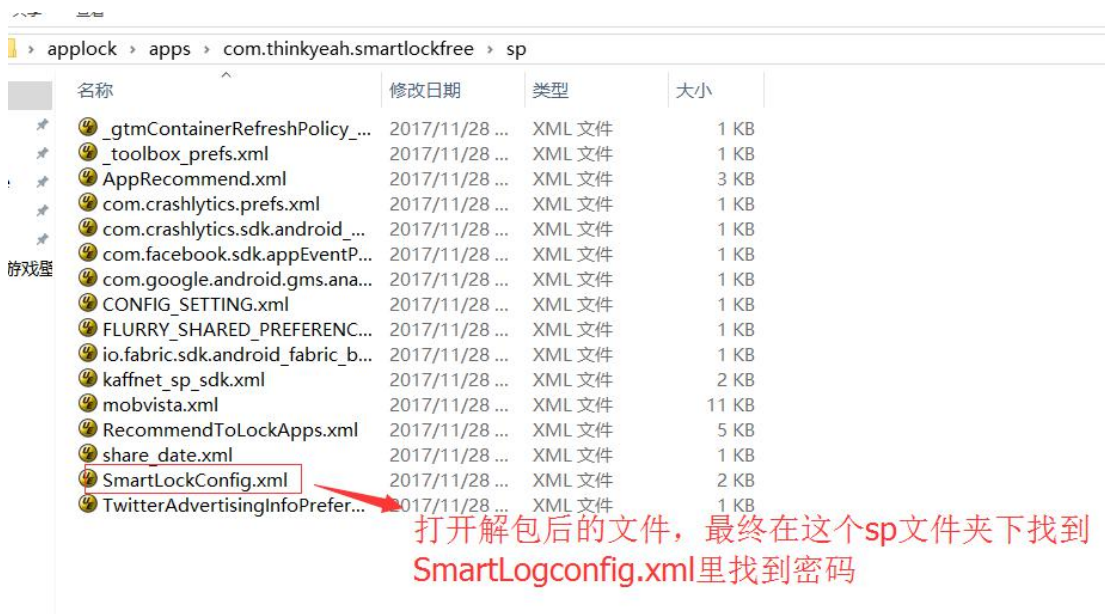 共享 查看
applock › apps › com.thinkyeah.smartlockfree › sp
名称 修改日期 类型 大小
_gtmContainerRefreshPolicy_... 2017/11/28 ... XML 文件 1 KB
_toolbox_prefs.xml 2017/11/28 ... XML 文件 1 KB
AppRecommend.xml 2017/11/28 ... XML 文件 3 KB
com.crashlytics.prefs.xml 2017/11/28 ... XML 文件 1 KB
com.crashlytics.sdk.android_... 2017/11/28 ... XML 文件 1 KB
com.facebook.sdk.appEventP... 2017/11/28 ... XML 文件 1 KB
游戏壁
com.google.android.gms.ana... 2017/11/28 ... XML 文件 1 KB
CONFIG_SETTING.xml 2017/11/28 ... XML 文件 1 KB
FLURRY_SHARED_PREFERENC... 2017/11/28 ... XML 文件 1 KB
io.fabric.sdk.android_fabric_b... 2017/11/28 ... XML 文件 1 KB
kaffnet_sp_sdk.xml 2017/11/28 ... XML 文件 2 KB
mobvista.xml 2017/11/28 ... XML 文件 11 KB
RecommendToLockApps.xml 2017/11/28 ... XML 文件 5 KB
share_date.xml 2017/11/28 ... XML 文件 1 KB
SmartLockConfig.xml 2017/11/28 ... XML 文件 2 KB
TwitterAdvertisingInfoPrefer... 2017/11/28 ... XML 文件 1 KB
打开解包后的文件，最终在这个sp文件夹下找到
SmartLogconfig.xml里找到密码